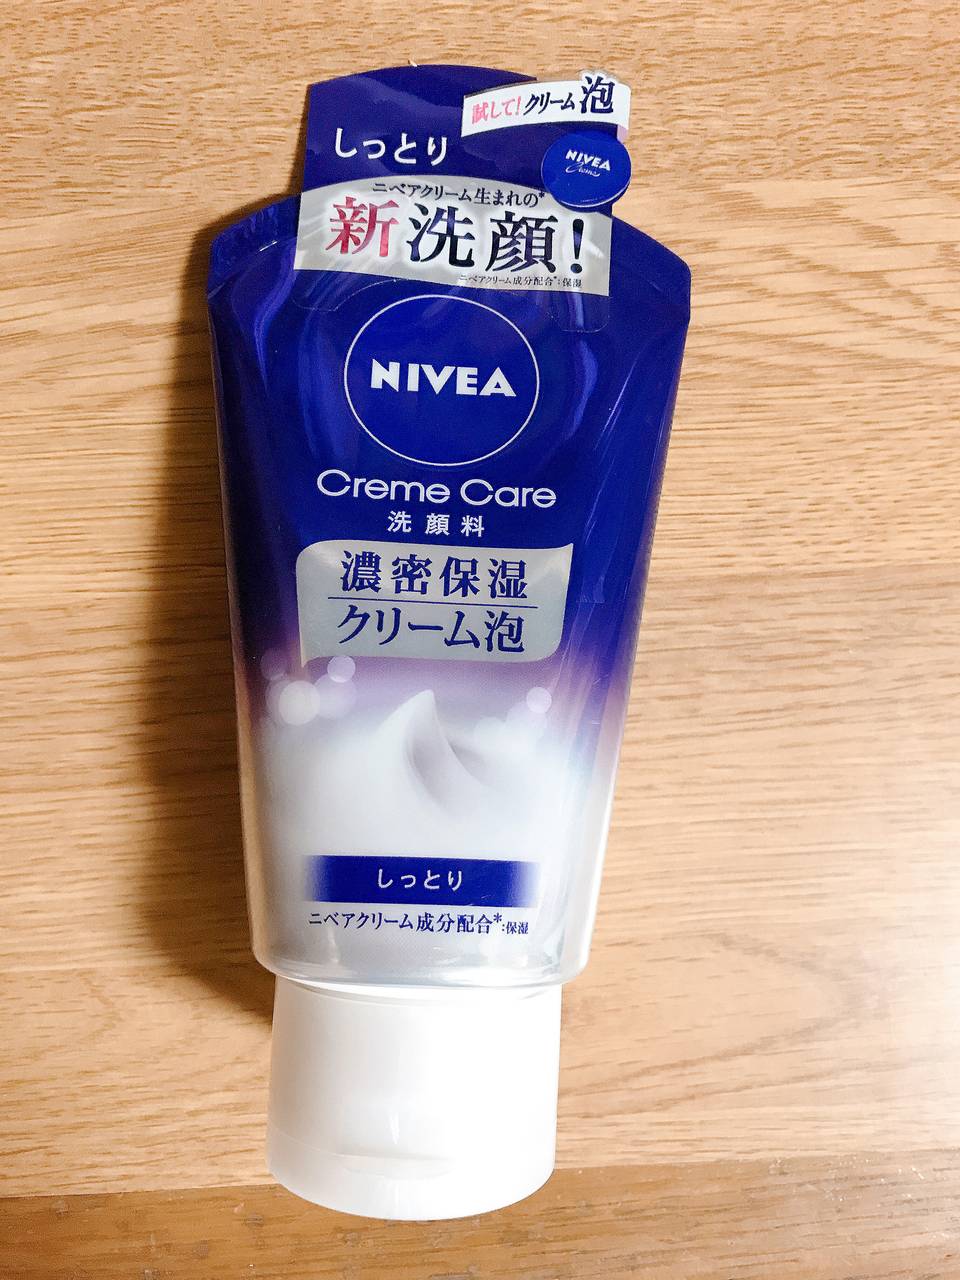 試して!クリーム泡
NIVEA
Creme
しっとり
ニベアクリーム生まれの*
新洗顔!
ニベアクリーム成分配合*:保湿
NIVEA
Creme Care
洗顔料
濃密保湿
クリーム泡
しっとり
ニベアクリーム成分配合*:保湿